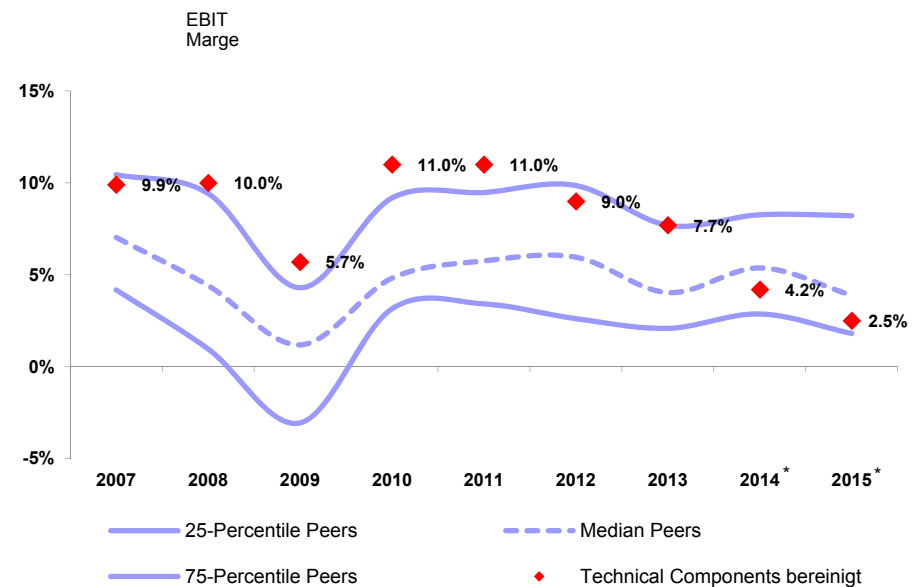 EBIT
Marge
15%
10%
5%
0%
-5%
9.9%
10.0%
5.7%
11.0%
11.0%
9.0%
7.7%
4.2%
2.5%
2007 2008 2009 2010 2011 2012 2013 2014 * 2015 *
25-Percentile Peers Median Peers
75-Percentile Peers Technical Components bereinigt